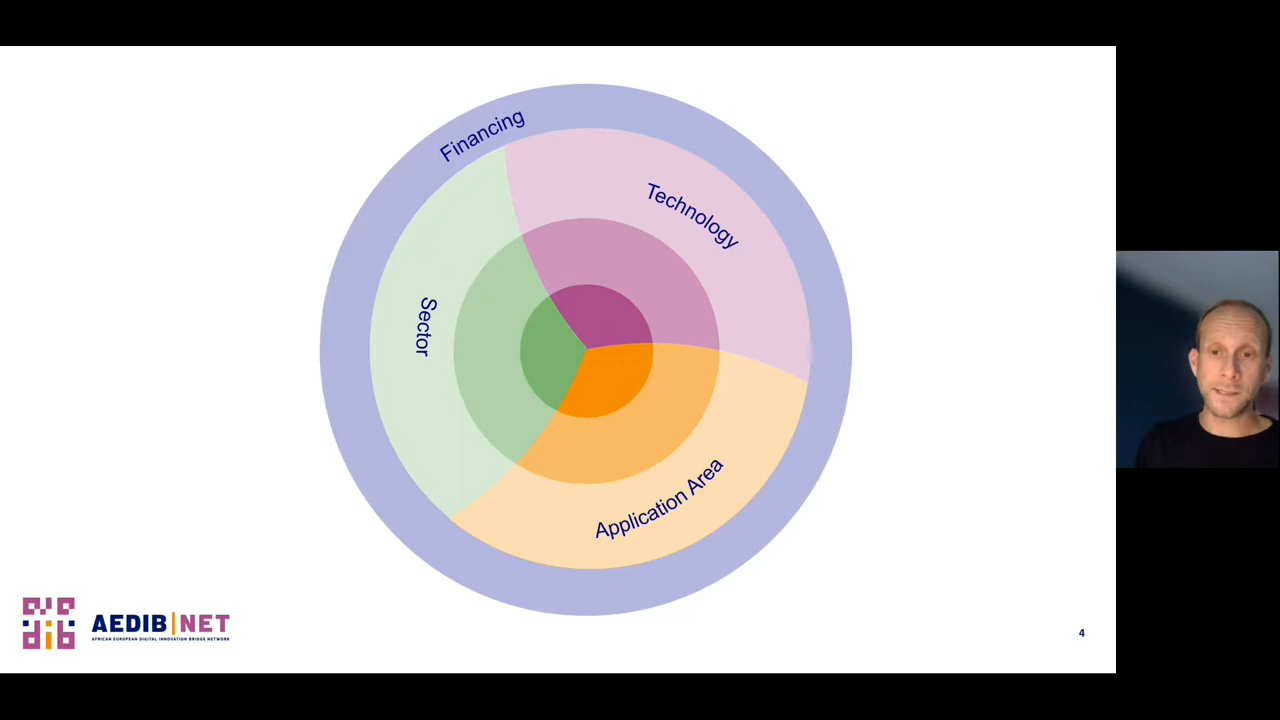 Financing
Technology
Sector
Application Area
AEDIB|NET
AFRICAN EUROPEAN DIGITAL INNOVATION BRIDGE NETWORK
4